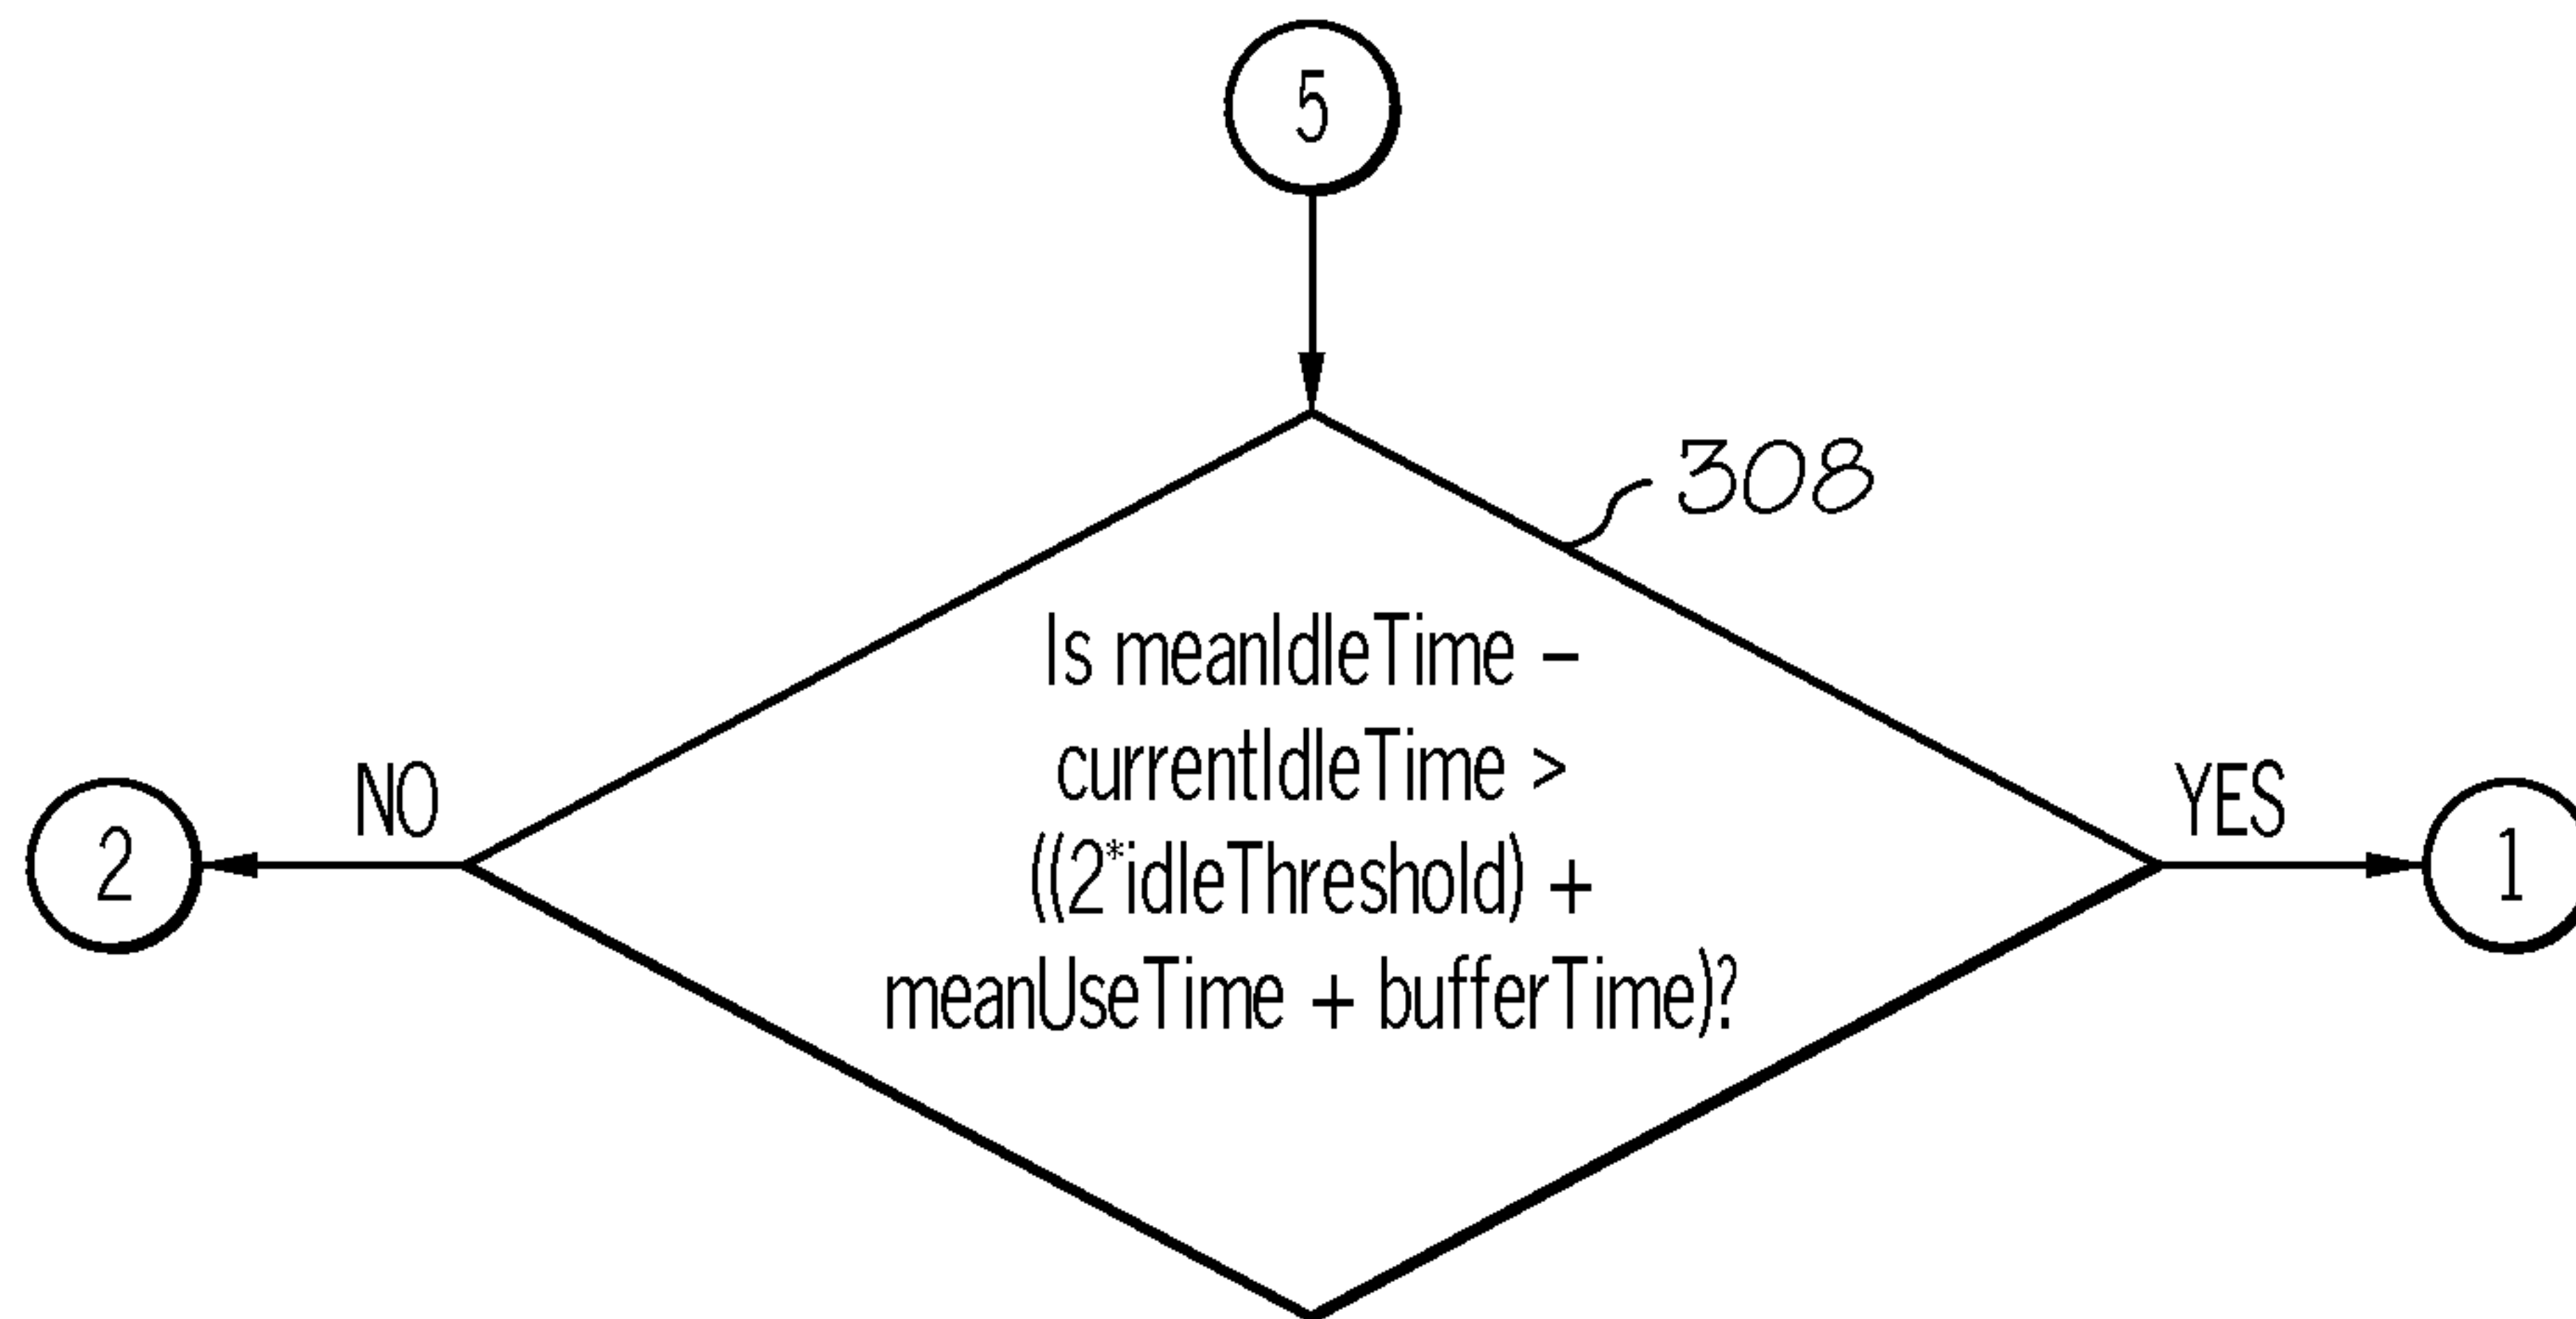 5
308
Is meanIdleTime –
currentIdleTime >
((2*idleThreshold) +
meanUseTime + bufferTime)?
NO
YES
2
1